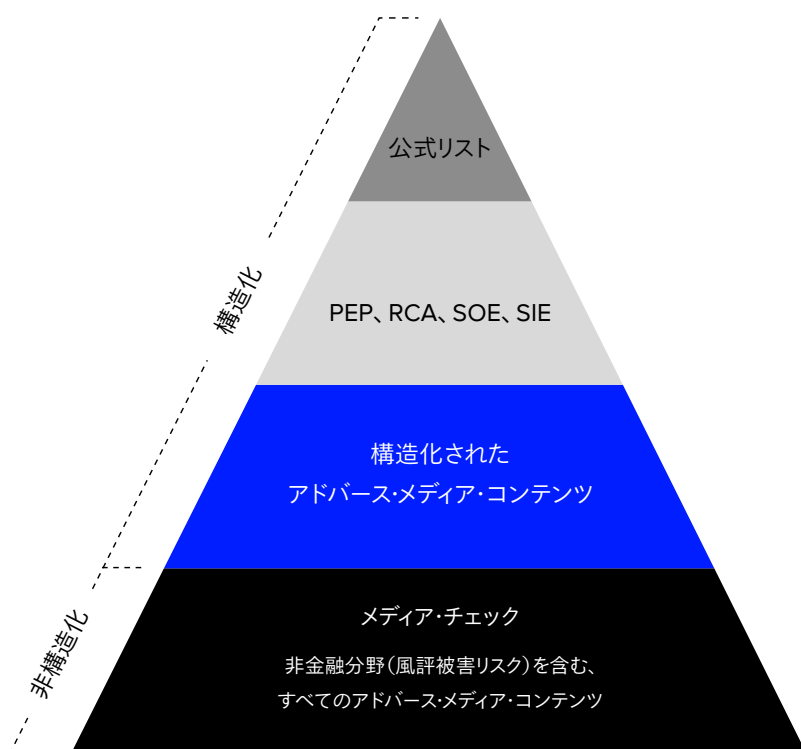 公式リスト
構造化
PEP、RCA、SOE、SIE
構造化された
アドバース・メディア・コンテンツ
非構造化
メディア・チェック
非金融分野（風評被害リスク）を含む、
すべてのアドバース・メディア・コンテンツ